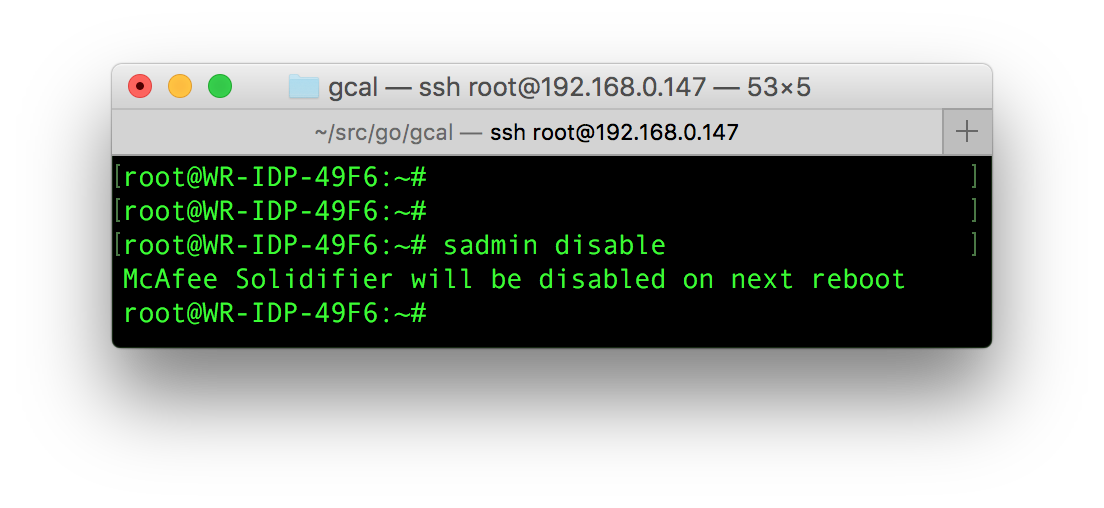 gcal — ssh root@192.168.0.147 — 53×5
~/src/go/gcal — ssh root@192.168.0.147
[root@WR-IDP-49F6:~# ]
[root@WR-IDP-49F6:~# ]
[root@WR-IDP-49F6:~# sadmin disable ]
McAfee Solidifier will be disabled on next reboot
root@WR-IDP-49F6:~#